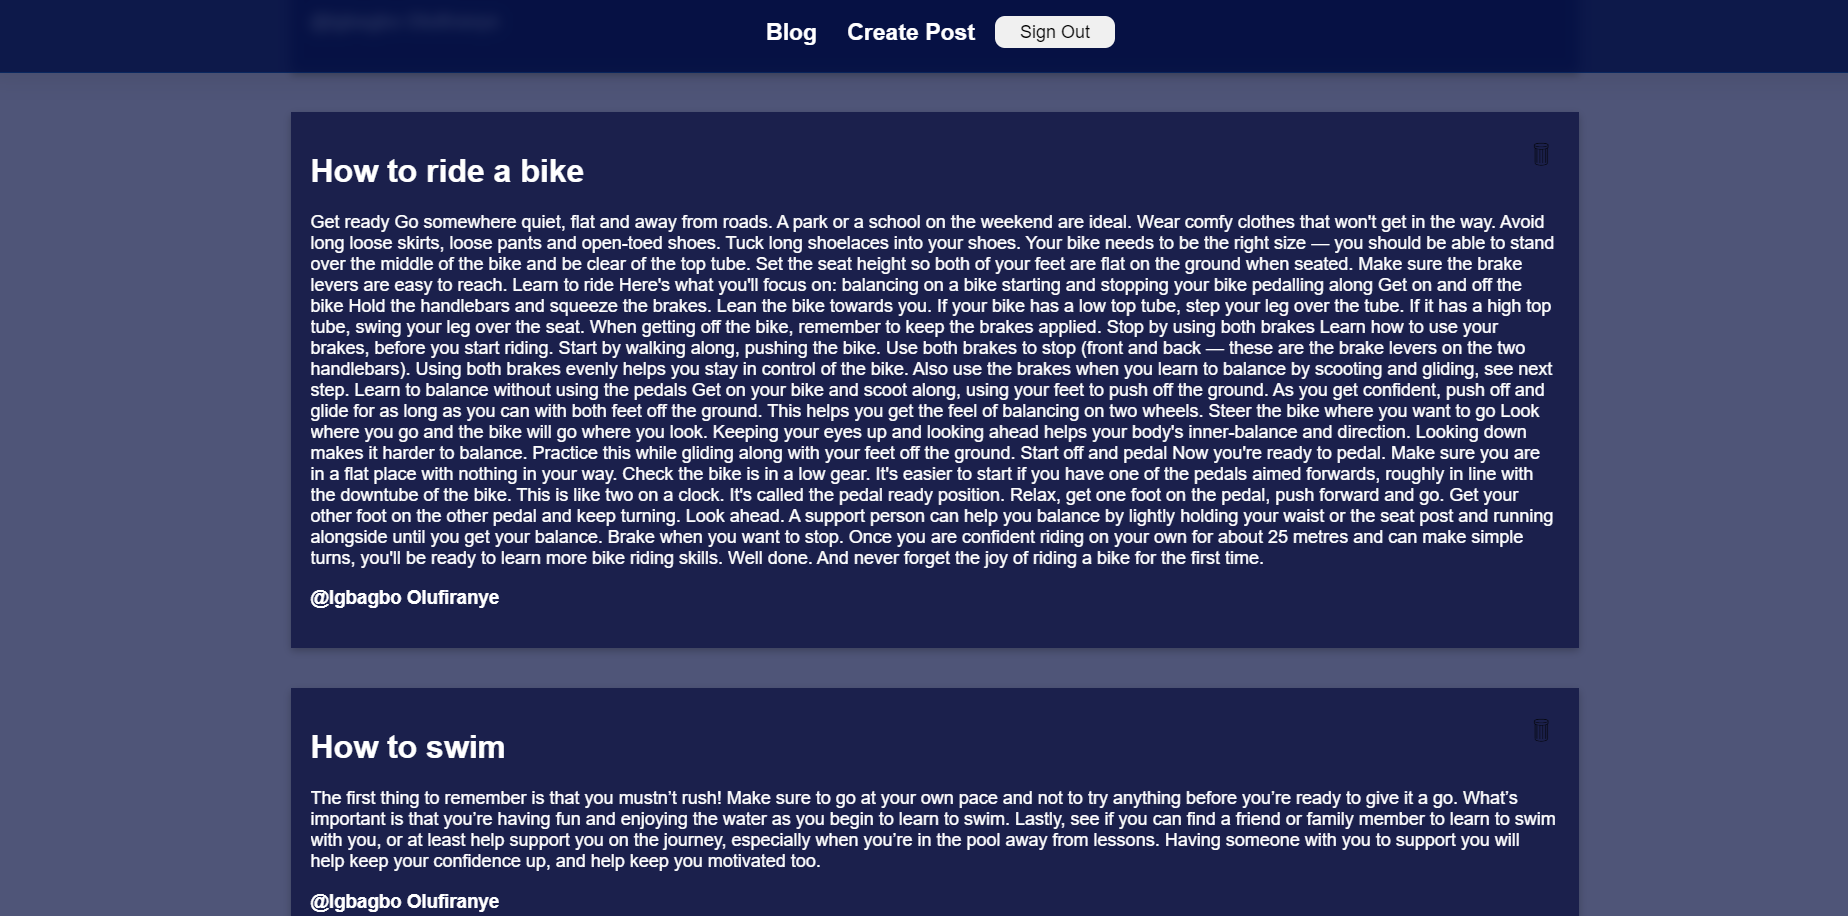 Blog Create Post Sign Out
How to ride a bike
Get ready Go somewhere quiet, flat and away from roads. A park or a school on the weekend are ideal. Wear comfy clothes that won't get in the way. Avoid
long loose skirts, loose pants and open-toed shoes. Tuck long shoelaces into your shoes. Your bike needs to be the right size — you should be able to stand
over the middle of the bike and be clear of the top tube. Set the seat height so both of your feet are flat on the ground when seated. Make sure the brake
levers are easy to reach. Learn to ride Here's what you'll focus on: balancing on a bike starting and stopping your bike pedalling along Get on and off the
bike Hold the handlebars and squeeze the brakes. Lean the bike towards you. If your bike has a low top tube, step your leg over the tube. If it has a high top
tube, swing your leg over the seat. When getting off the bike, remember to keep the brakes applied. Stop by using both brakes Learn how to use your
brakes, before you start riding. Start by walking along, pushing the bike. Use both brakes to stop (front and back — these are the brake levers on the two
handlebars). Using both brakes evenly helps you stay in control of the bike. Also use the brakes when you learn to balance by scooting and gliding, see next
step. Learn to balance without using the pedals Get on your bike and scoot along, using your feet to push off the ground. As you get confident, push off and
glide for as long as you can with both feet off the ground. This helps you get the feel of balancing on two wheels. Steer the bike where you want to go Look
where you go and the bike will go where you look. Keeping your eyes up and looking ahead helps your body's inner-balance and direction. Looking down
makes it harder to balance. Practice this while gliding along with your feet off the ground. Start off and pedal Now you're ready to pedal. Make sure you are
in a flat place with nothing in your way. Check the bike is in a low gear. It's easier to start if you have one of the pedals aimed forwards, roughly in line with
the downtube of the bike. This is like two on a clock. It's called the pedal ready position. Relax, get one foot on the pedal, push forward and go. Get your
other foot on the other pedal and keep turning. Look ahead. A support person can help you balance by lightly holding your waist or the seat post and running
alongside until you get your balance. Brake when you want to stop. Once you are confident riding on your own for about 25 metres and can make simple
turns, you'll be ready to learn more bike riding skills. Well done. And never forget the joy of riding a bike for the first time.
@Igbagbo Olufiranye
How to swim
The first thing to remember is that you mustn’t rush! Make sure to go at your own pace and not to try anything before you’re ready to give it a go. What’s
important is that you’re having fun and enjoying the water as you begin to learn to swim. Lastly, see if you can find a friend or family member to learn to swim
with you, or at least help support you on the journey, especially when you’re in the pool away from lessons. Having someone with you to support you will
help keep your confidence up, and help keep you motivated too.
@Igbagbo Olufiranye